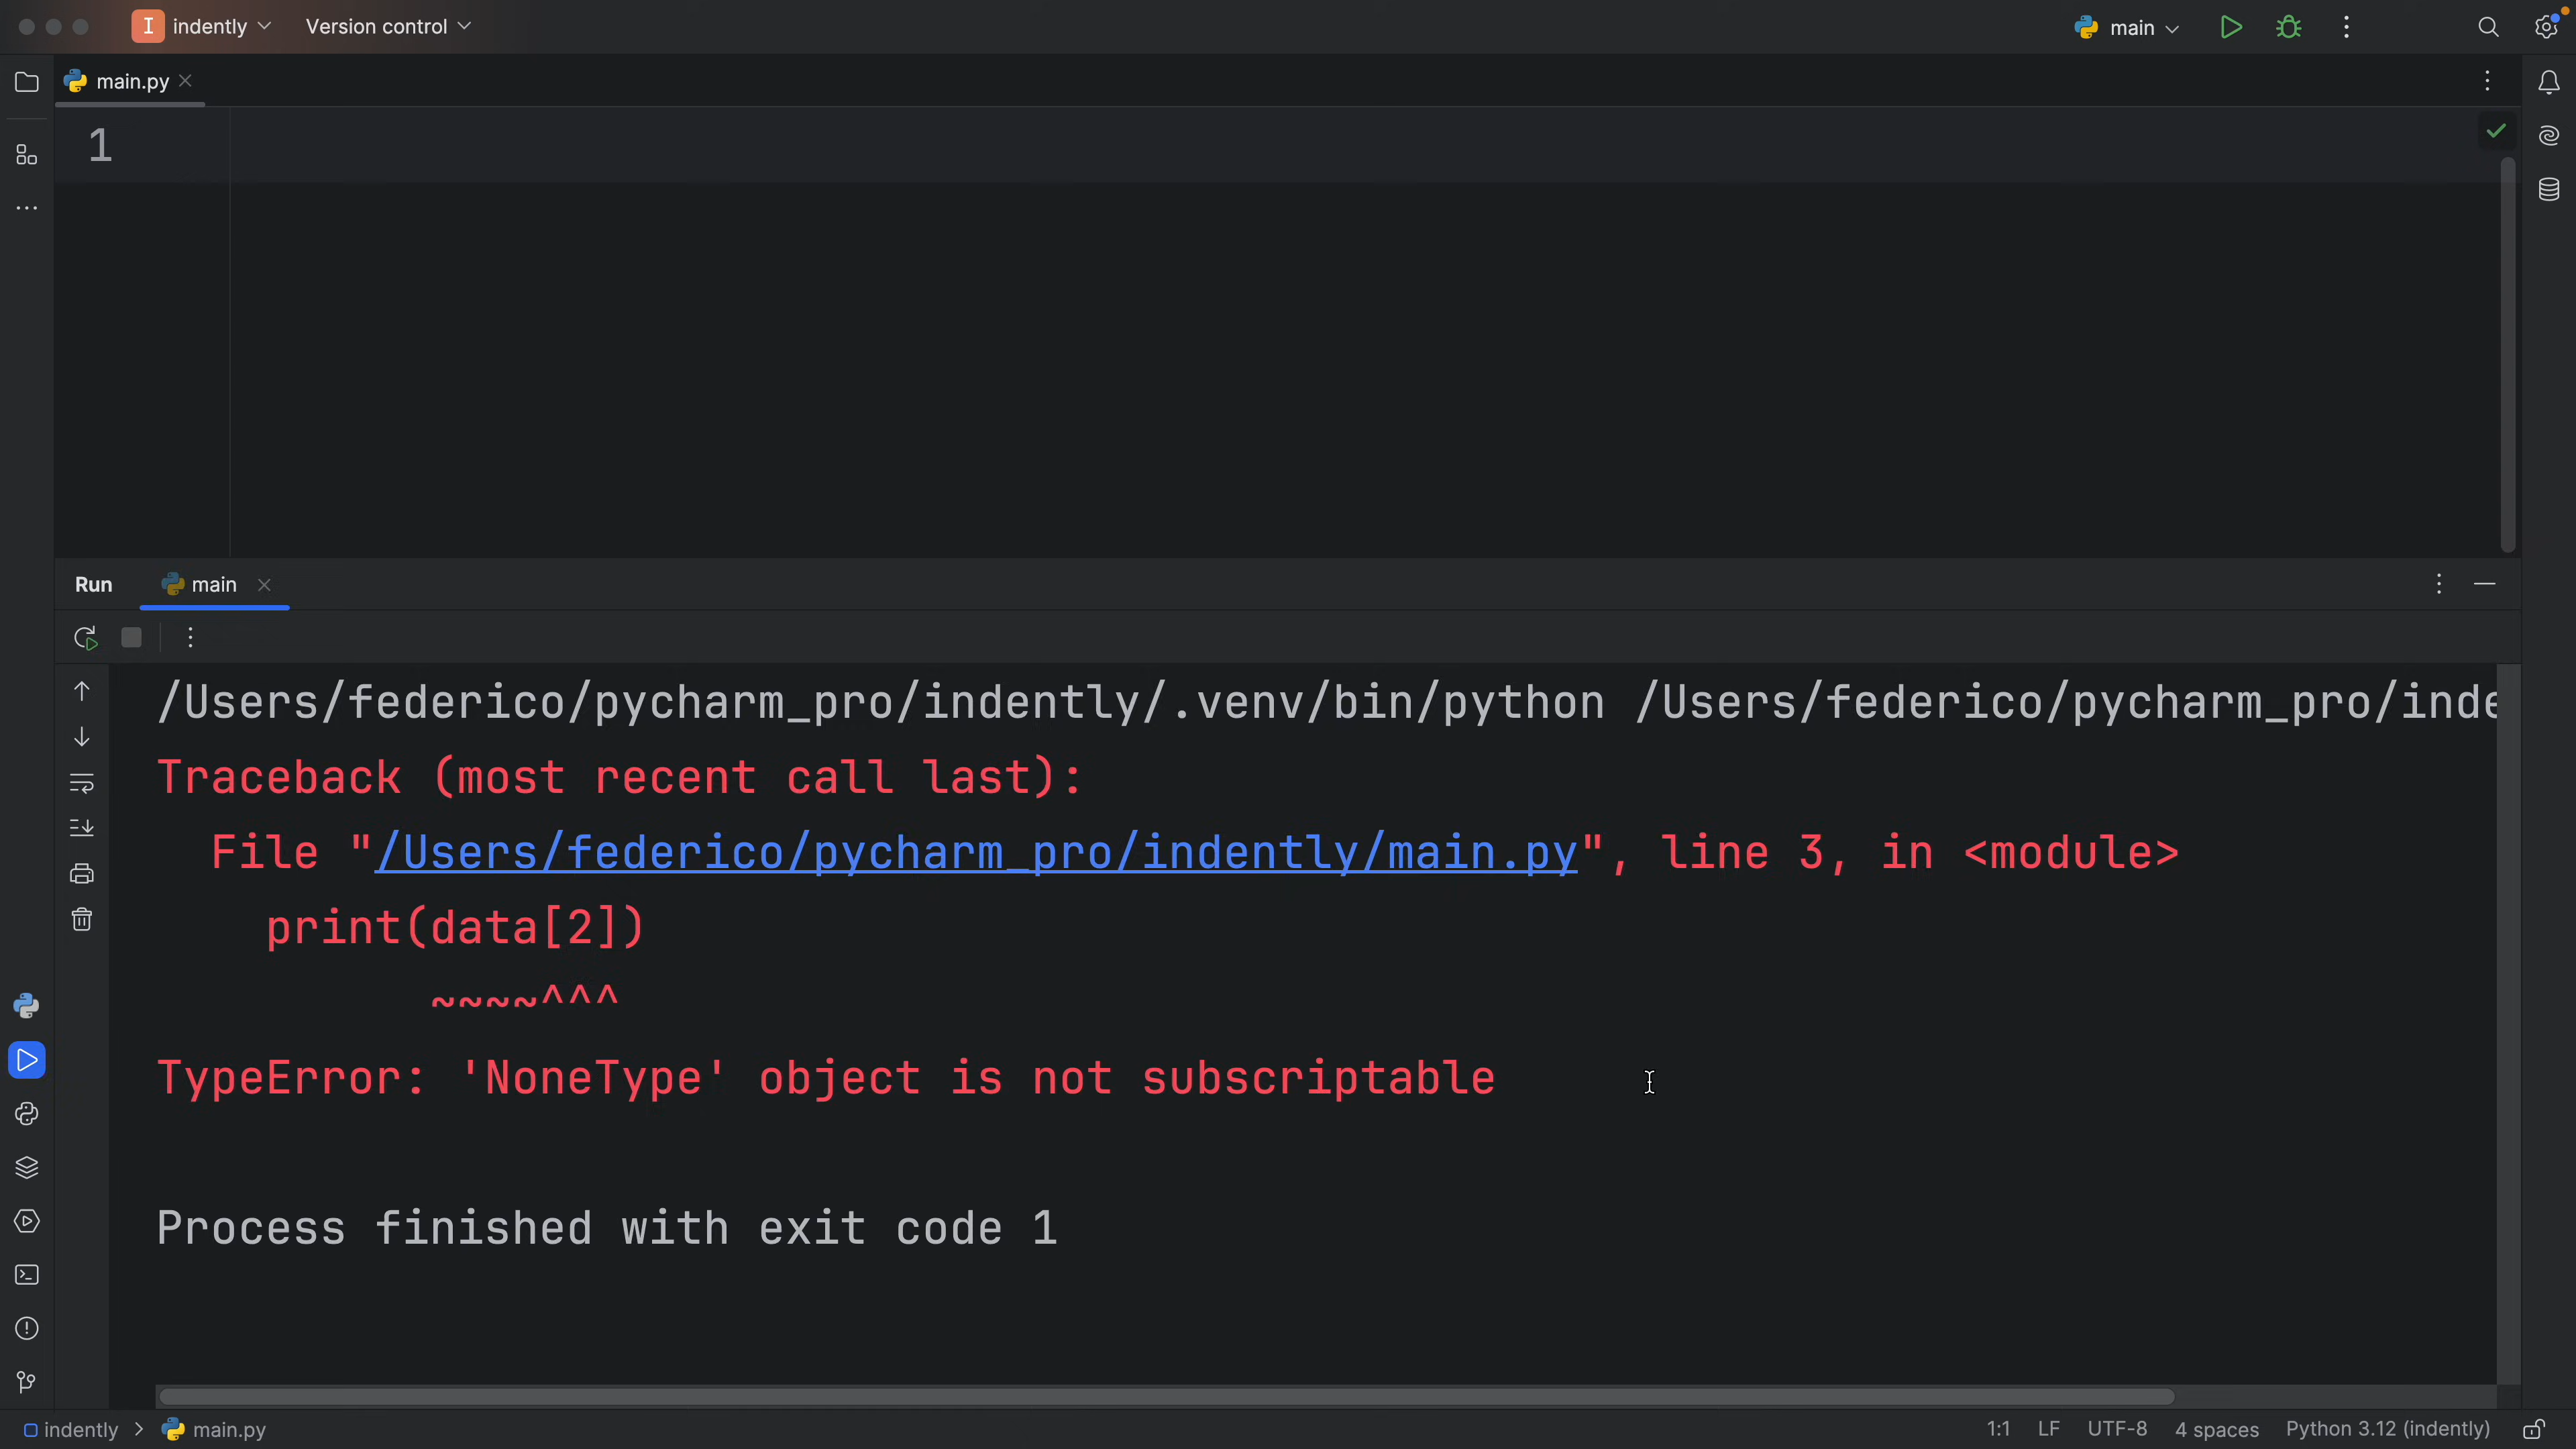 I indently Version control main
main.py
1
Run main
/Users/federico/pycharm_pro/indently/.venv/bin/python /Users/federico/pycharm_pro/inde
Traceback (most recent call last):
  File "/Users/federico/pycharm_pro/indently/main.py", line 3, in <module>
    print(data[2])
          ~~~~^^^
TypeError: 'NoneType' object is not subscriptable
Process finished with exit code 1
indently > main.py 1:1 LF UTF-8 4 spaces Python 3.12 (indently)